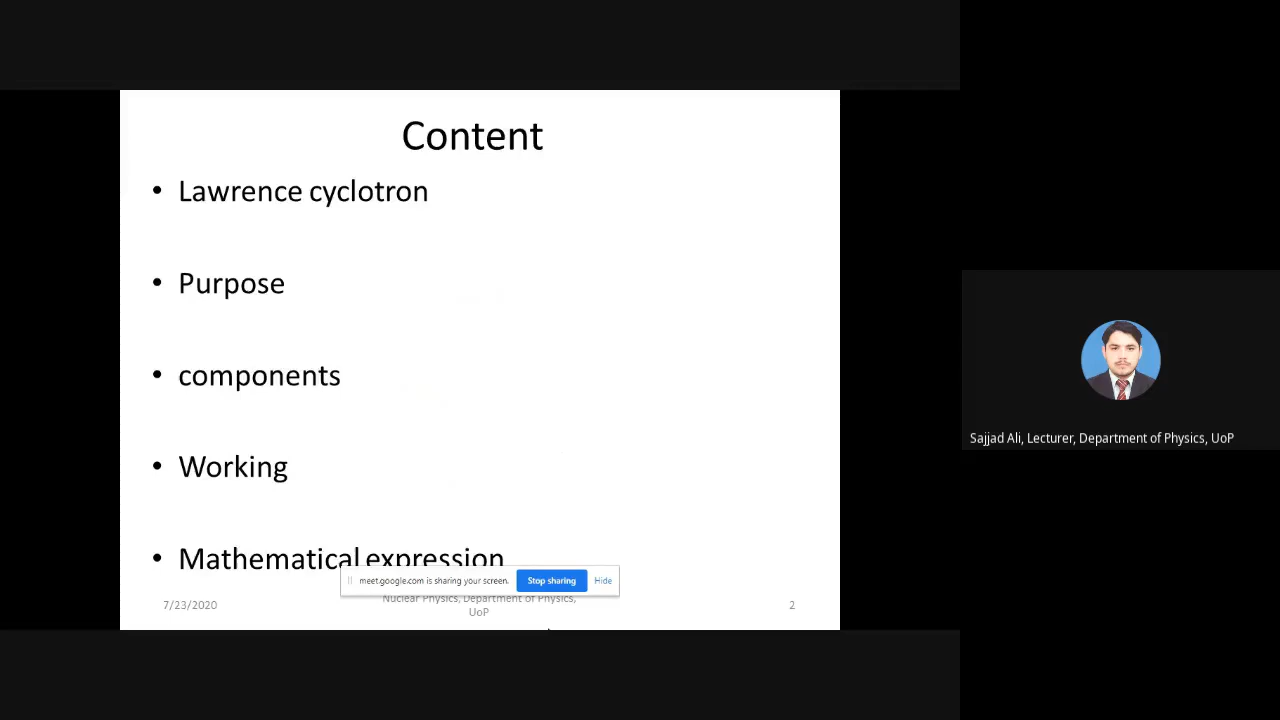 Content
• Lawrence cyclotron
• Purpose
• components
• Working
• Mathematical expression
meet.google.com is sharing your screen. Stop sharing Hide
7/23/2020
Nuclear Physics, Department of Physics,
UoP
2
Sajjad Ali, Lecturer, Department of Physics, UoP